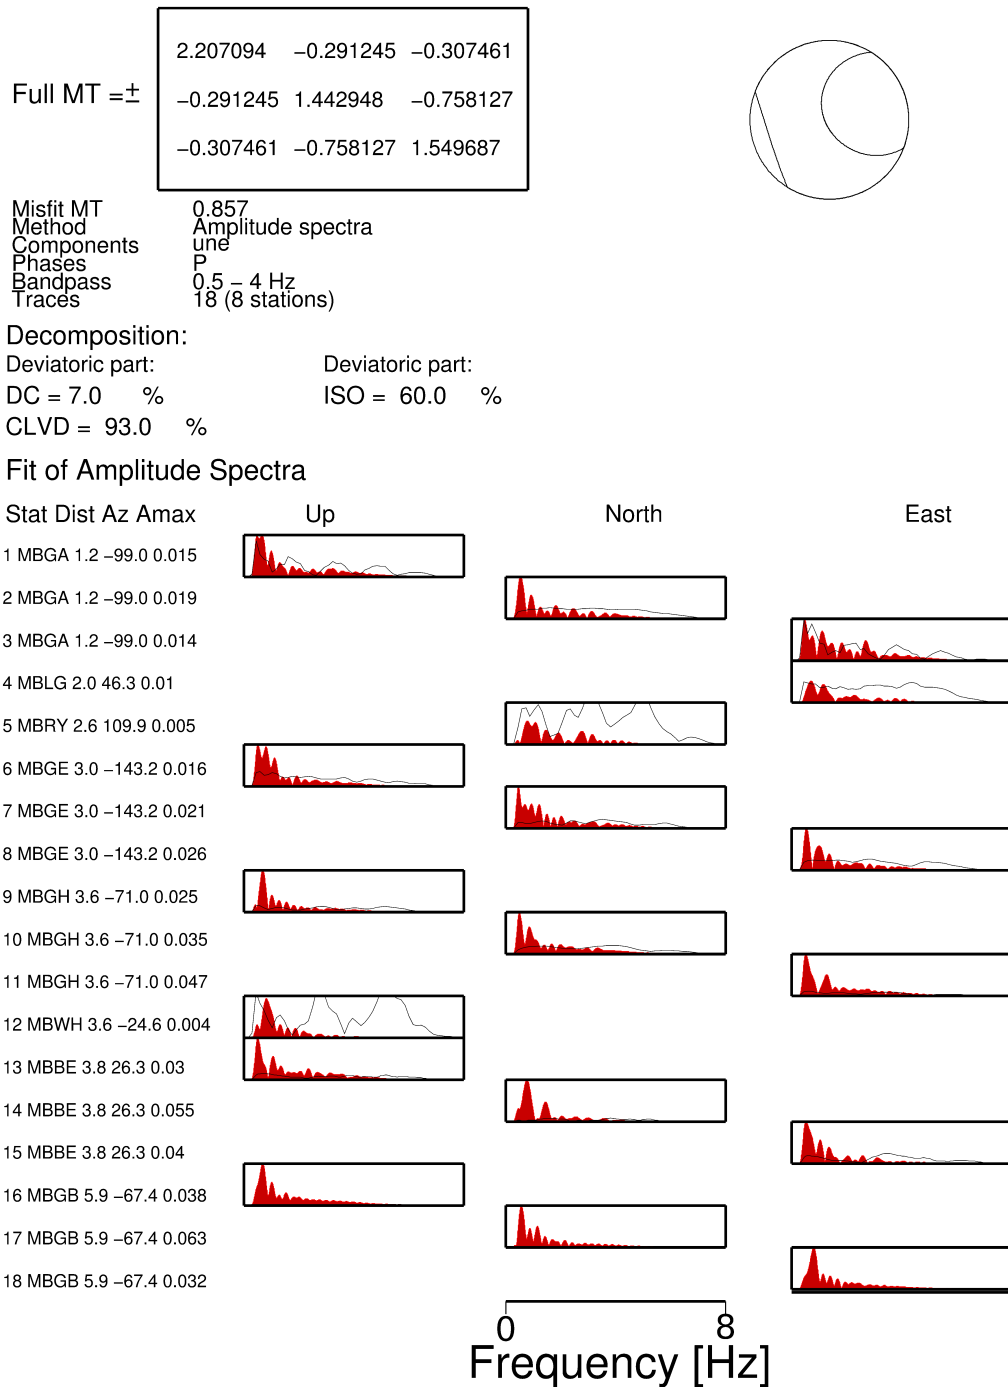 2.207094 −0.291245 −0.307461
Full MT =±
−0.291245 1.442948 −0.758127
−0.307461 −0.758127 1.549687
Misfit MT 0.857
Method Amplitude spectra
Components une
Phases P
Bandpass 0.5 − 4 Hz
Traces 18 (8 stations)
Decomposition:
Deviatoric part: Deviatoric part:
DC = 7.0 % ISO = 60.0 %
CLVD = 93.0 %
Fit of Amplitude Spectra
Stat Dist Az Amax Up North East
1 MBGA 1.2 −99.0 0.015
2 MBGA 1.2 −99.0 0.019
3 MBGA 1.2 −99.0 0.014
4 MBLG 2.0 46.3 0.01
5 MBRY 2.6 109.9 0.005
6 MBGE 3.0 −143.2 0.016
7 MBGE 3.0 −143.2 0.021
8 MBGE 3.0 −143.2 0.026
9 MBGH 3.6 −71.0 0.025
10 MBGH 3.6 −71.0 0.035
11 MBGH 3.6 −71.0 0.047
12 MBWH 3.6 −24.6 0.004
13 MBBE 3.8 26.3 0.03
14 MBBE 3.8 26.3 0.055
15 MBBE 3.8 26.3 0.04
16 MBGB 5.9 −67.4 0.038
17 MBGB 5.9 −67.4 0.063
18 MBGB 5.9 −67.4 0.032
0 8
Frequency [Hz]